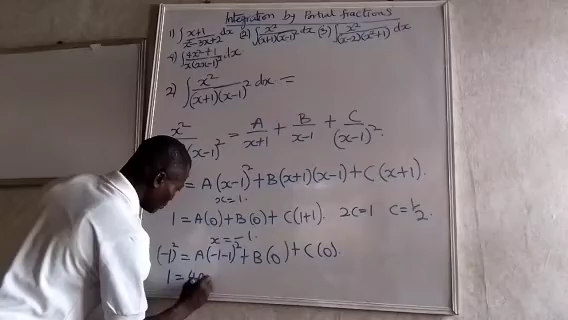 Integration by Partial fractions
1) ∫ x+1/x²-3x+2 dx (2) ∫ x²/(x+1)(x-1)² dx (3) ∫ x²/(x-2)(x²+1) dx
4) ∫ 4x²+1/x(2x-1)² dx.
2) ∫ x²/(x+1)(x-1)² dx =
x²/(x-1)² = A/x+1 + B/x-1 + C/(x-1)².
= A(x-1)² + B(x+1)(x-1) + C(x+1).
x=1.
1 = A(0) + B(0) + C(1+1). 2C=1 C=1/2.
x=-1.
(-1)² = A(-1-1)² + B(0) + C(0).
1 = 4A